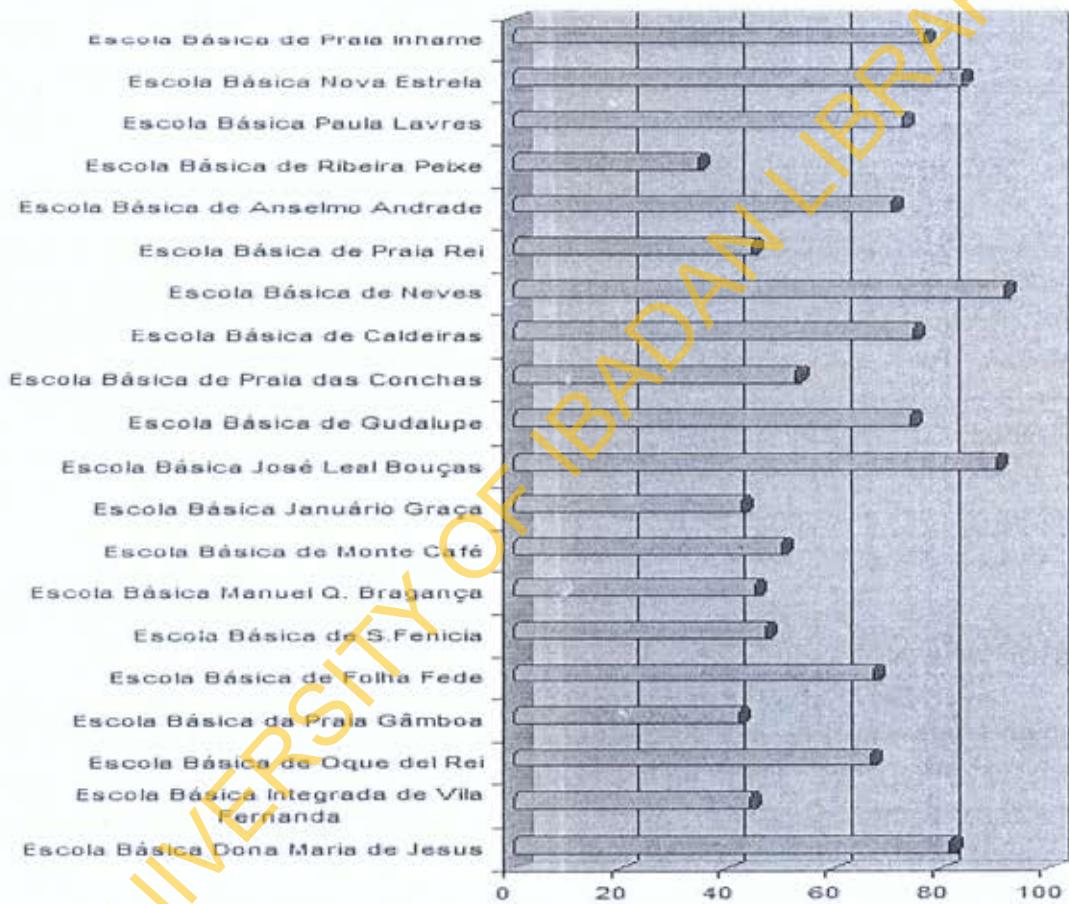 Escola Básica de Praia Inhame
Escola Básica Nova Estrela
Escola Básica Paula Lavres
Escola Básica de Ribeira Peixe
Escola Básica de Anselmo Andrade
Escola Básica de Praia Rei
Escola Básica de Neves
Escola Básica de Caldeiras
Escola Básica de Praia das Conchas
Escola Básica de Gudalupe
Escola Básica José Leal Bouças
Escola Básica Januário Graça
Escola Básica de Monte Café
Escola Básica Manuel Q. Bragança
Escola Básica de S.Fenicia
Escola Básica de Folha Fede
Escola Básica da Praia Gâmboa
Escola Básica de Oque del Rei
Escola Básica Integrada de Vila
Fernanda
Escola Básica Dona Maria de Jesus
0 20 40 60 80 100
IVERSITY OF IBADAN LIBRAR